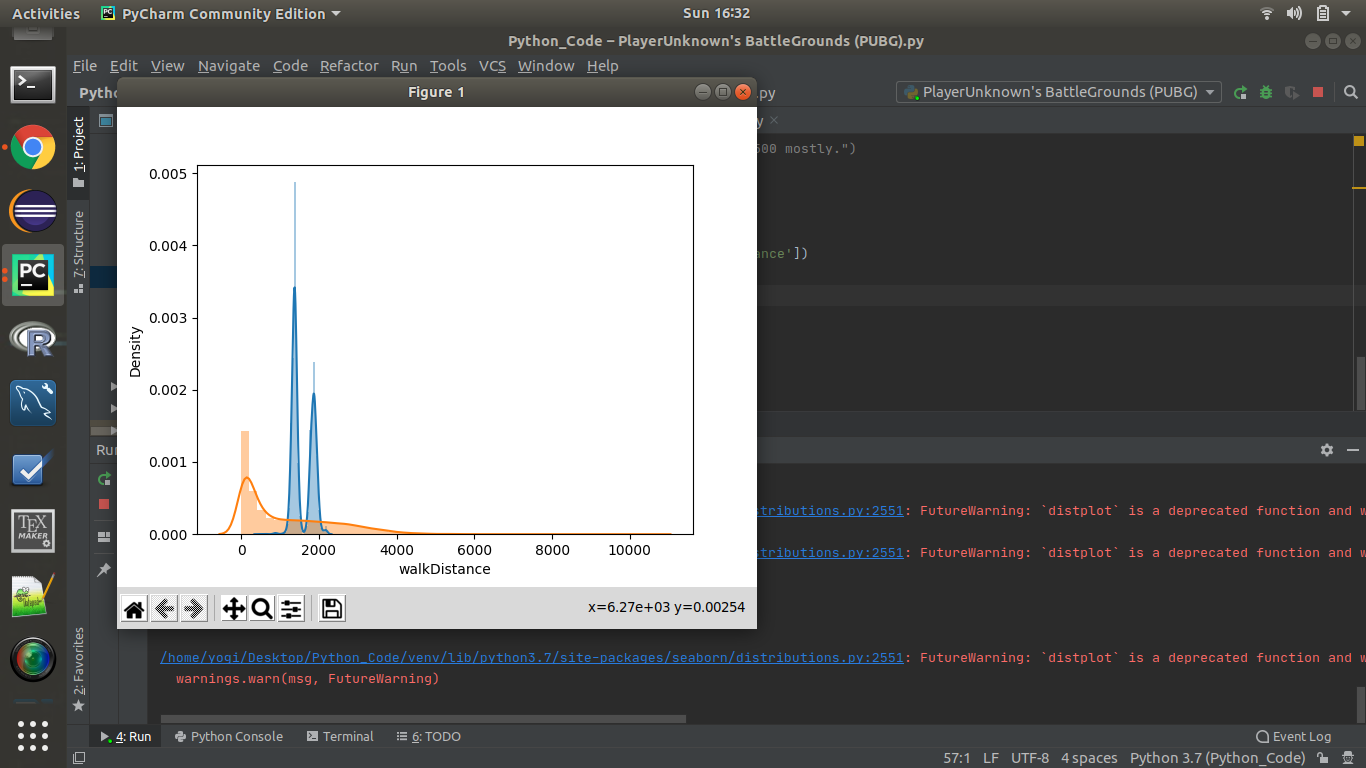 Activities PyCharm Community Edition Sun 16:32
Python_Code – PlayerUnknown's BattleGrounds (PUBG).py
File Edit View Navigate Code Refactor Run Tools VCS Window Help
Pytho Figure 1 .py PlayerUnknown's BattleGrounds (PUBG)
1: Project
7: Structure
2: Favorites
500 mostly.")
ance'])
0.005
0.004
0.003
0.002
0.001
0.000
Density
0 2000 4000 6000 8000 10000
walkDistance
x=6.27e+03 y=0.00254
Run
stributions.py:2551: FutureWarning: `distplot` is a deprecated function and w
stributions.py:2551: FutureWarning: `distplot` is a deprecated function and w
/home/yogi/Desktop/Python_Code/venv/lib/python3.7/site-packages/seaborn/distributions.py:2551: FutureWarning: `distplot` is a deprecated function and w
warnings.warn(msg, FutureWarning)
4: Run Python Console Terminal 6: TODO Event Log
57:1 LF UTF-8 4 spaces Python 3.7 (Python_Code)
PC
R
TEX
MAKER